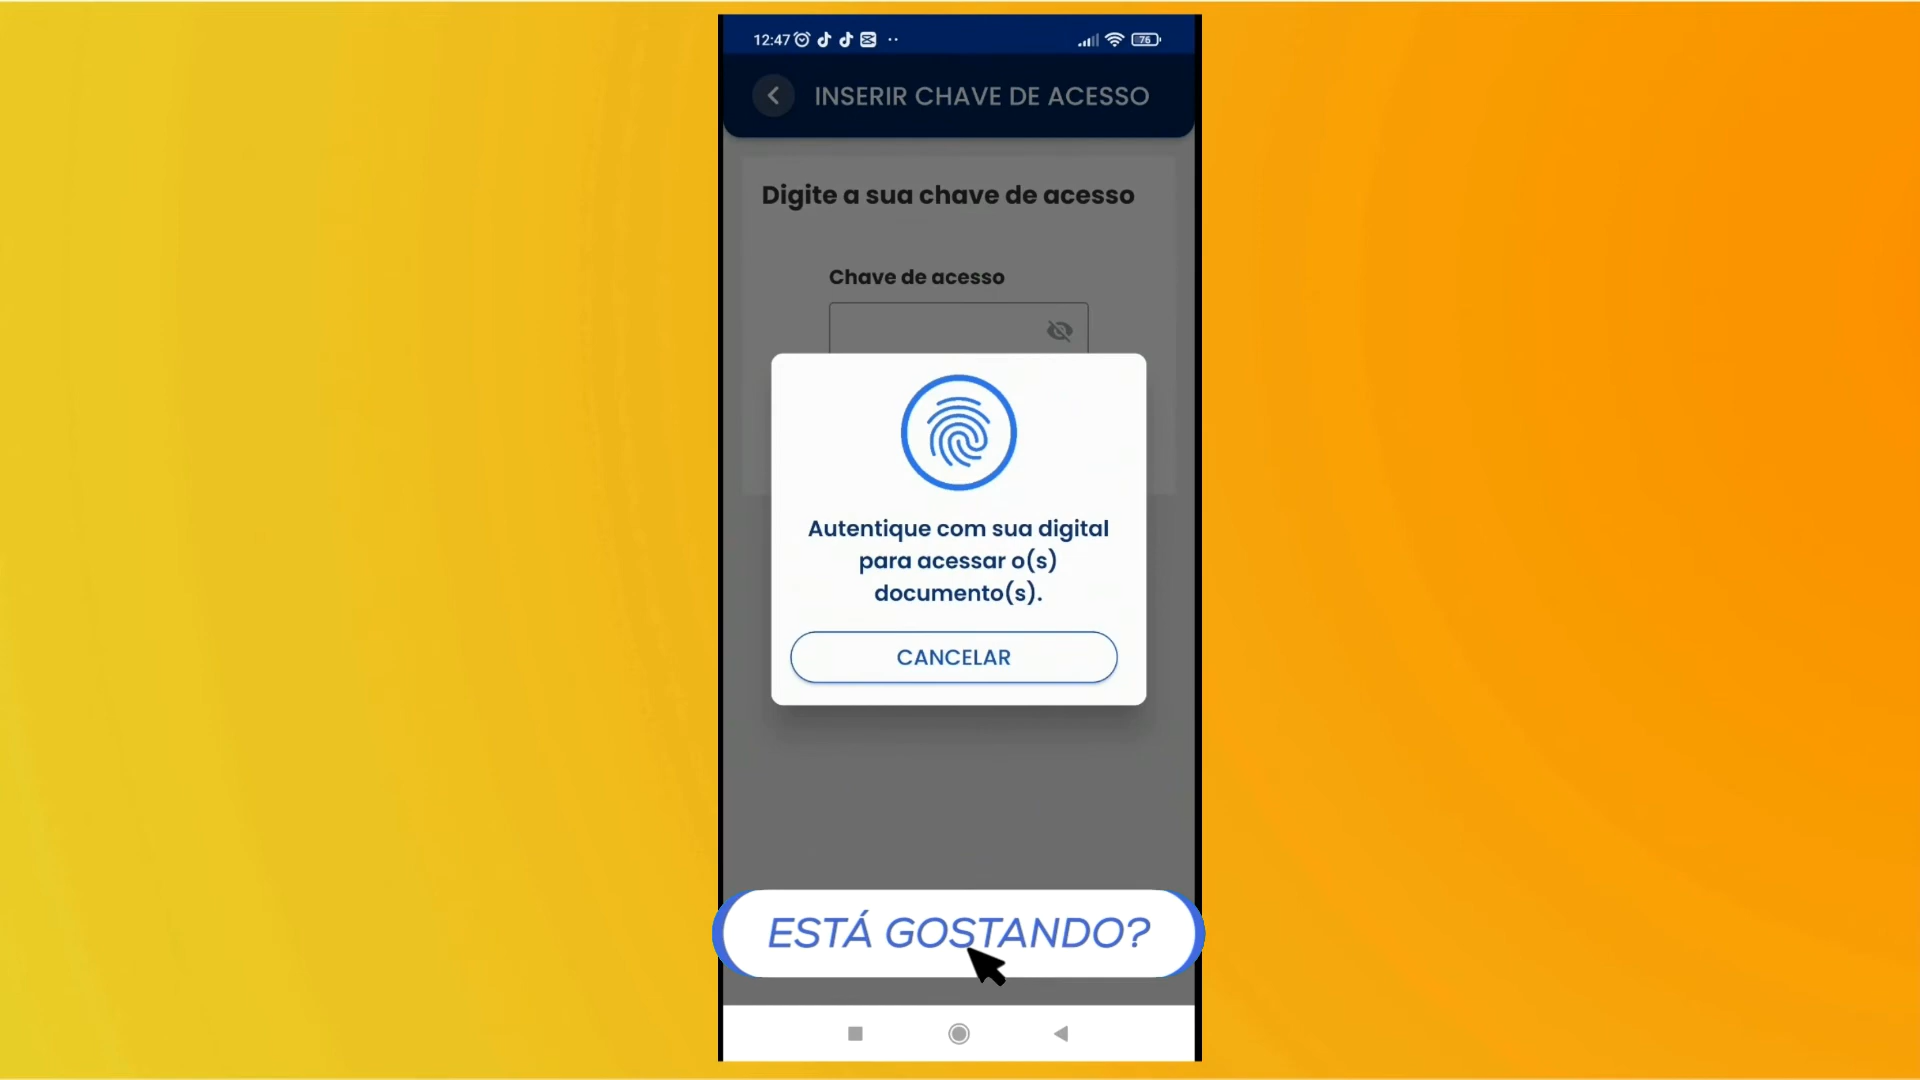 12:47
76
INSERIR CHAVE DE ACESSO
Digite a sua chave de acesso
Chave de acesso
Autentique com sua digital
para acessar o(s)
documento(s).
CANCELAR
ESTÁ GOSTANDO?